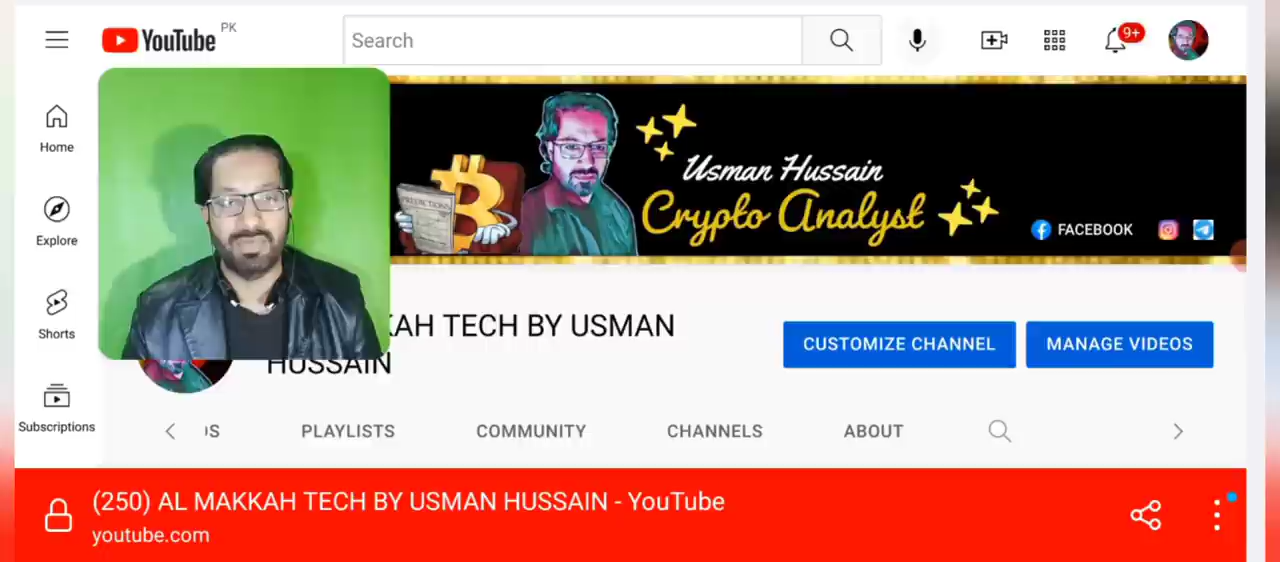 YouTube PK
Search
9+
Home
Explore
Shorts
Subscriptions
PREDICTIONS
Usman Hussain
Crypto Analyst
FACEBOOK
KAH TECH BY USMAN
HUSSAIN
CUSTOMIZE CHANNEL
MANAGE VIDEOS
S
PLAYLISTS
COMMUNITY
CHANNELS
ABOUT
(250) AL MAKKAH TECH BY USMAN HUSSAIN - YouTube
youtube.com